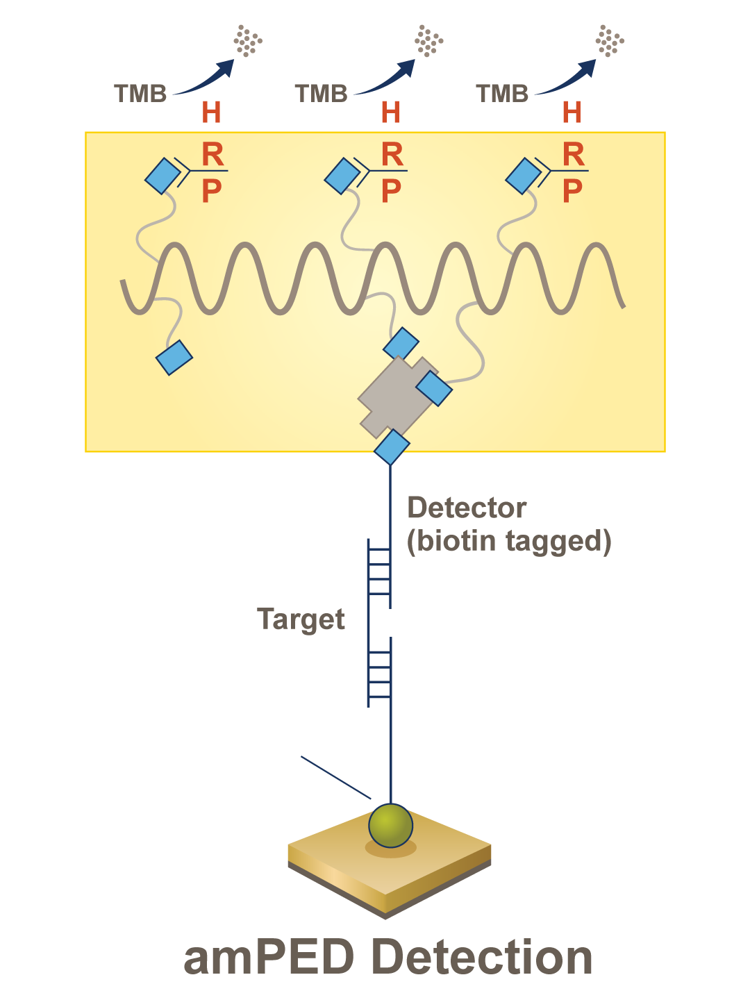 TMB TMB TMB
H H H
R R R
P P P
Detector
(biotin tagged)
Target
amPED Detection